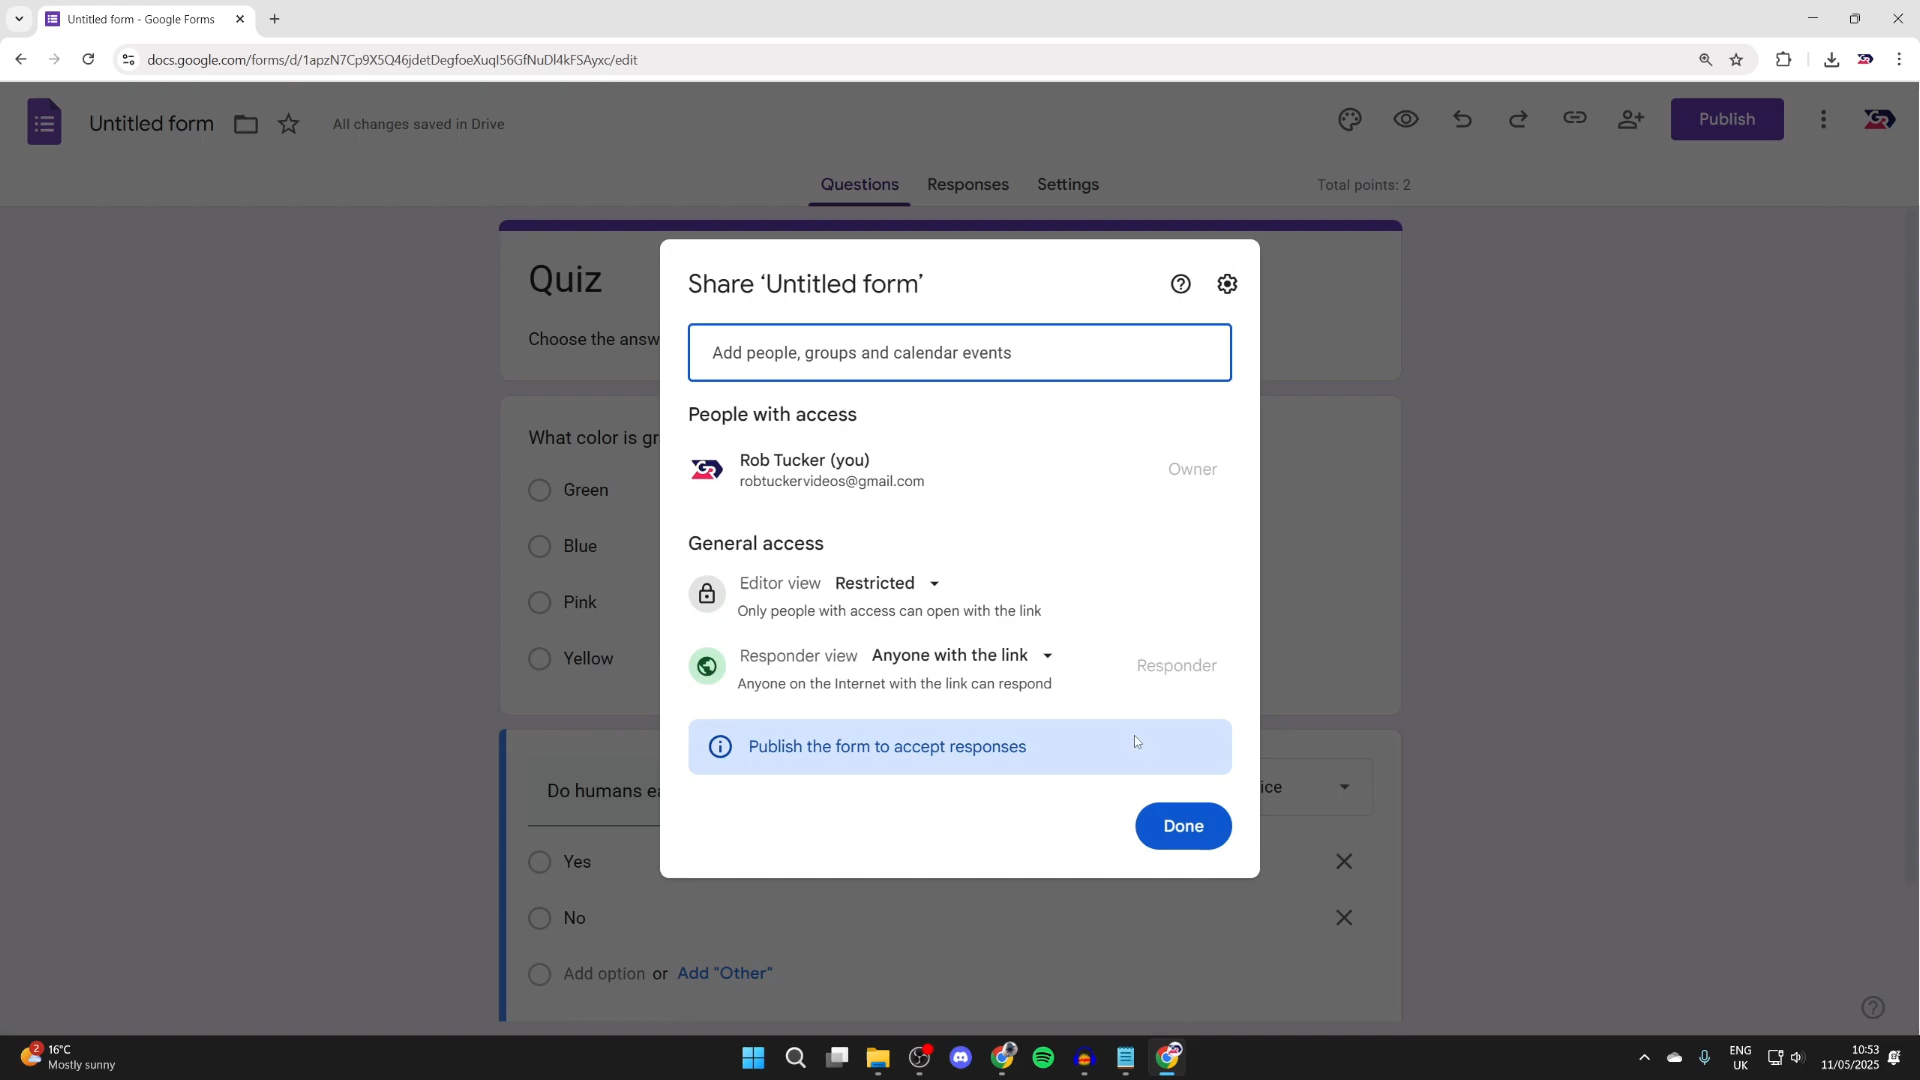 Untitled form - Google Forms
docs.google.com/forms/d/1apzN7Cp9X5Q46jdetDegfoeXuqI56GfNuDl4kFSAyxc/edit
Untitled form
All changes saved in Drive
Publish
Questions
Responses
Settings
Total points: 2
Quiz
Choose the answ
What color is gr
Green
Blue
Pink
Yellow
Do humans ea
ice
Yes
No
Add option or Add "Other"
Share ‘Untitled form’
Add people, groups and calendar events
People with access
Rob Tucker (you)
robtuckervideos@gmail.com
Owner
General access
Editor view Restricted
Only people with access can open with the link
Responder view Anyone with the link
Anyone on the Internet with the link can respond
Responder
Publish the form to accept responses
Done
2
16°C
Mostly sunny
ENG
UK
10:53
11/05/2025